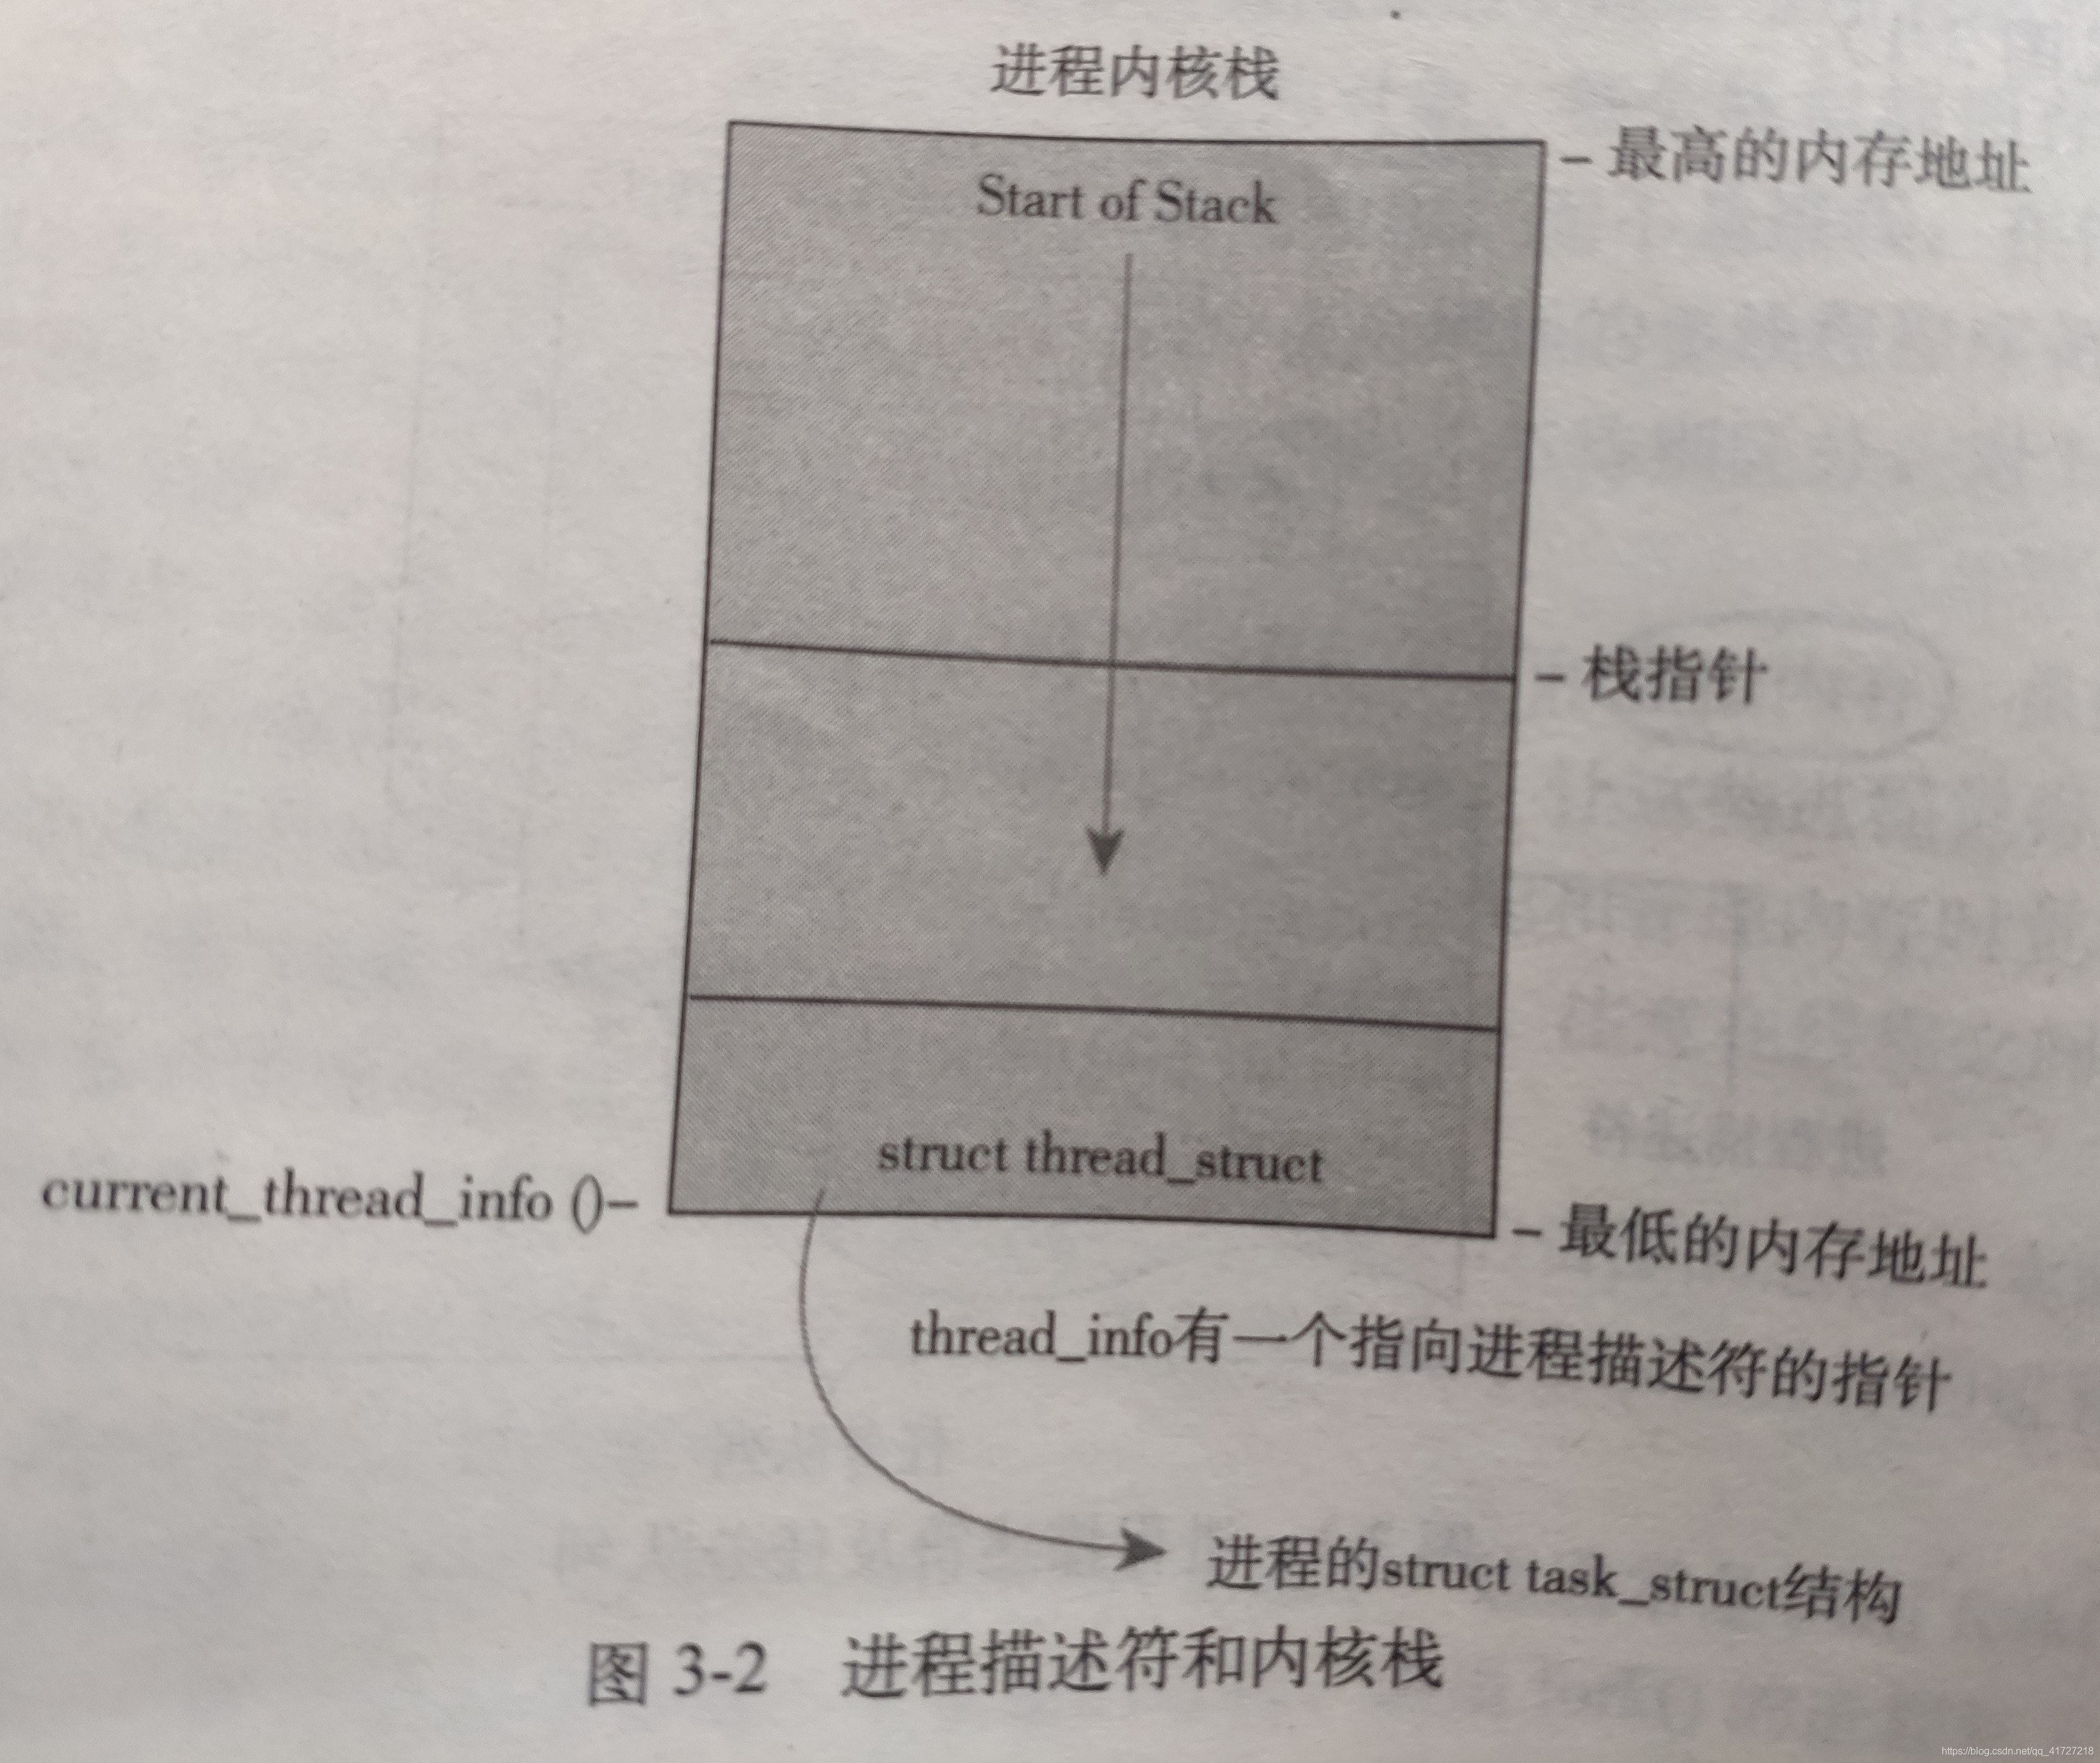 进程内核栈
– 最高的内存地址
Start of Stack
– 栈指针
struct thread_struct
current_thread_info ()–
– 最低的内存地址
thread_info有一个指向进程描述符的指针
进程的struct task_struct结构
图 3-2 进程描述符和内核栈
https://blog.csdn.net/qq_41727218